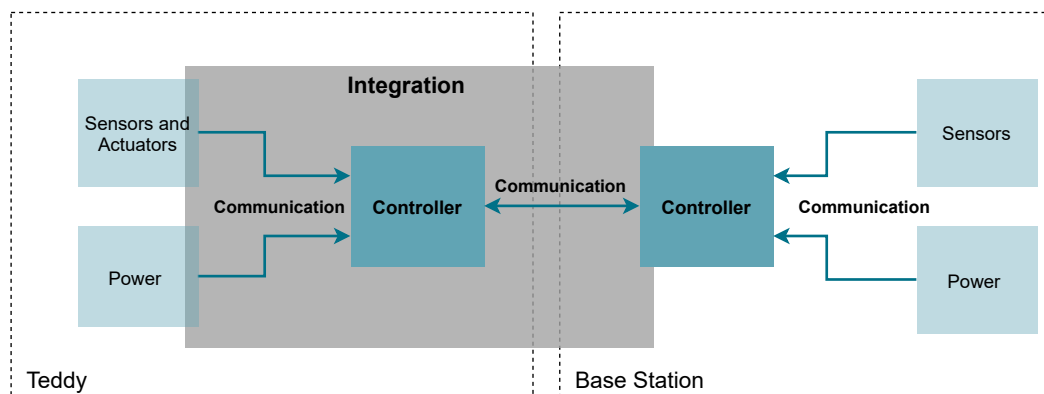 Integration
Sensors and
Actuators
Sensors
Communication
Communication
Controller
Controller
Communication
Power
Power
Teddy
Base Station